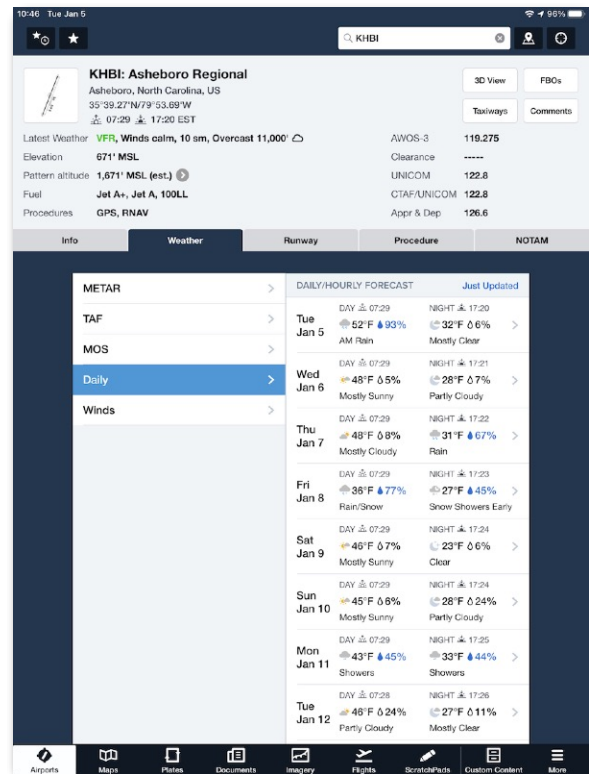 10:46 Tue Jan 5
96%
KHBI
KHBI: Asheboro Regional
Asheboro, North Carolina, US
35°39.27'N/79°53.69'W
07:29 17:20 EST
3D View
FBOs
Taxiways
Comments
Latest Weather VFR, Winds calm, 10 sm, Overcast 11,000'
Elevation 671' MSL
Pattern altitude 1,671' MSL (est.)
Fuel Jet A+, Jet A, 100LL
Procedures GPS, RNAV
AWOS-3 119.275
Clearance -----
UNICOM 122.8
CTAF/UNICOM 122.8
Appr & Dep 126.6
Info Weather Runway Procedure NOTAM
METAR
TAF
MOS
Daily
Winds
DAILY/HOURLY FORECAST Just Updated
Tue Jan 5
DAY 07:29 NIGHT 17:20
52°F 93% 32°F 6%
AM Rain Mostly Clear
Wed Jan 6
DAY 07:29 NIGHT 17:21
48°F 5% 28°F 7%
Mostly Sunny Partly Cloudy
Thu Jan 7
DAY 07:29 NIGHT 17:22
48°F 8% 31°F 67%
Mostly Cloudy Rain
Fri Jan 8
DAY 07:29 NIGHT 17:23
36°F 77% 27°F 45%
Rain/Snow Snow Showers Early
Sat Jan 9
DAY 07:29 NIGHT 17:24
46°F 7% 23°F 6%
Mostly Sunny Clear
Sun Jan 10
DAY 07:29 NIGHT 17:24
45°F 6% 28°F 24%
Mostly Sunny Partly Cloudy
Mon Jan 11
DAY 07:29 NIGHT 17:25
43°F 45% 33°F 44%
Showers Showers
Tue Jan 12
DAY 07:28 NIGHT 17:26
46°F 24% 27°F 11%
Partly Cloudy Mostly Clear
Airports Maps Plates Documents Imagery Flights ScratchPads Custom Content More